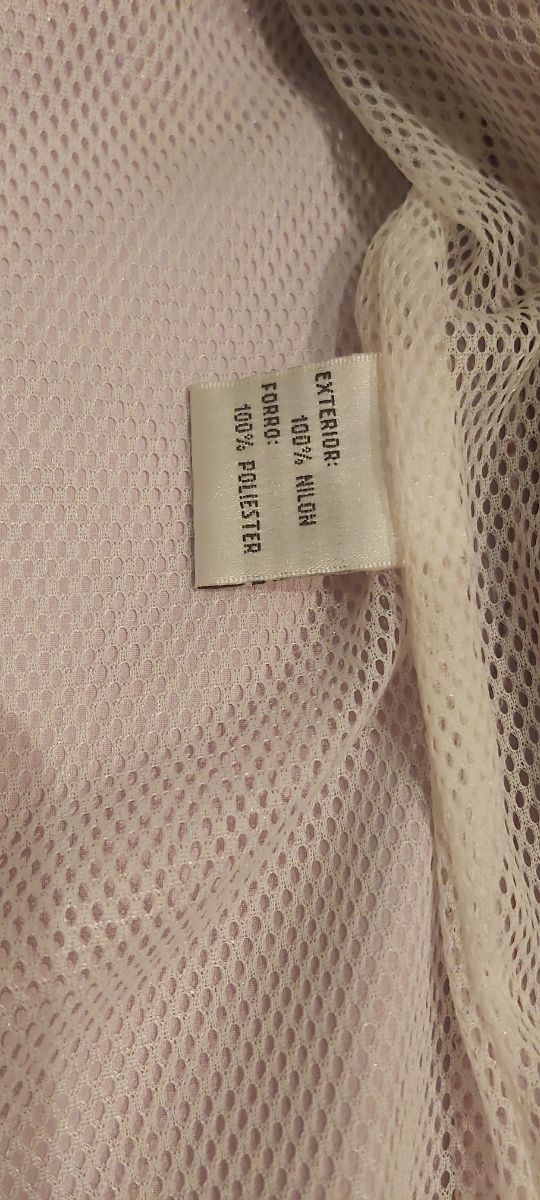 EXTERIOR:
100% NILON
FORRO:
100% POLIESTER